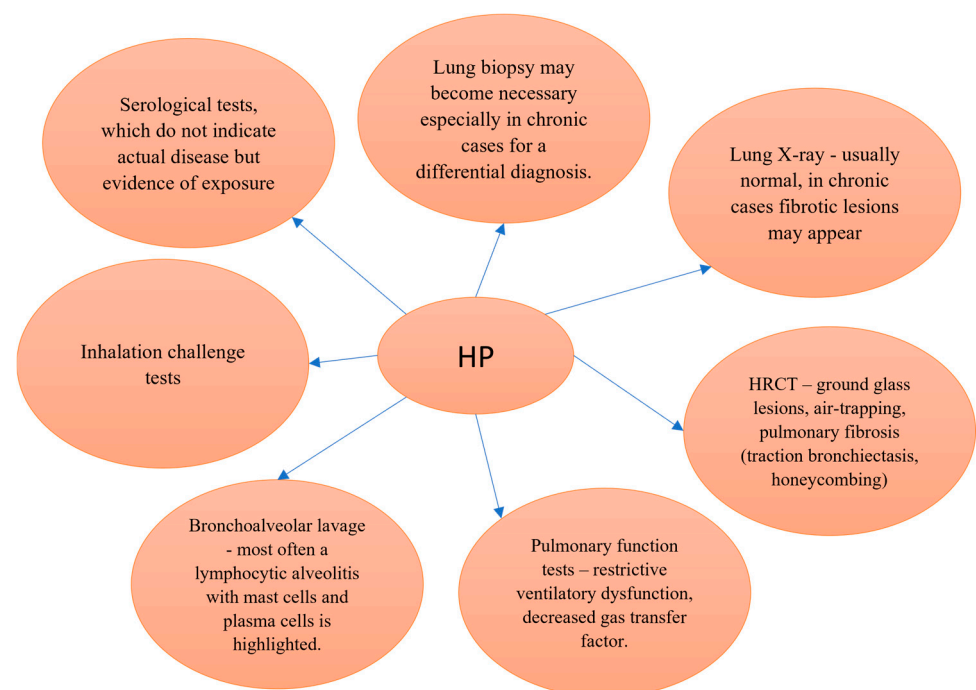 Serological tests,
which do not indicate
actual disease but
evidence of exposure
Lung biopsy may
become necessary
especially in chronic
cases for a
differential diagnosis.
Lung X-ray - usually
normal, in chronic
cases fibrotic lesions
may appear
Inhalation challenge
tests
HP
HRCT – ground glass
lesions, air-trapping,
pulmonary fibrosis
(traction bronchiectasis,
honeycombing)
Bronchoalveolar lavage
- most often a
lymphocytic alveolitis
with mast cells and
plasma cells is
highlighted.
Pulmonary function
tests – restrictive
ventilatory dysfunction,
decreased gas transfer
factor.